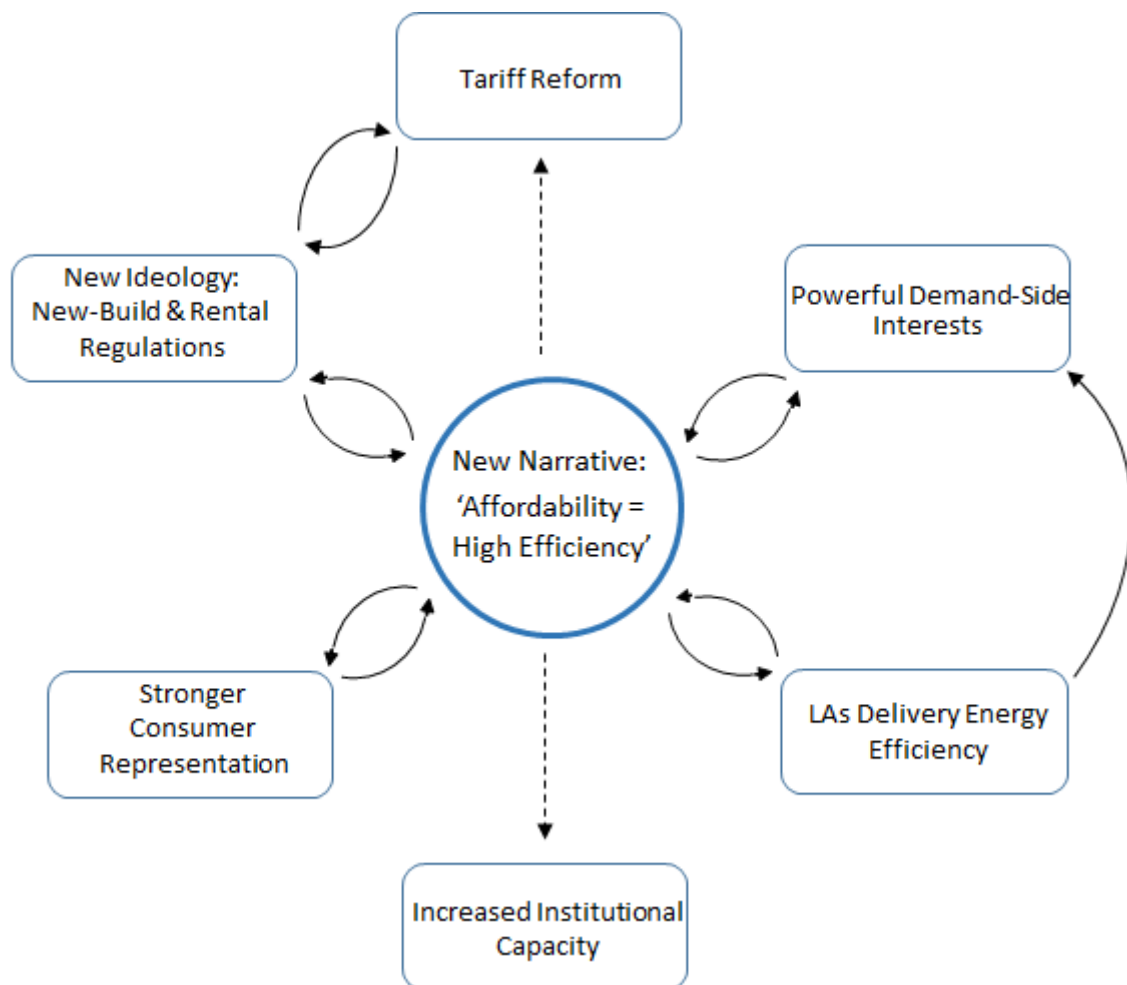 Tariff Reform
New Ideology:
New-Build & Rental
Regulations
Powerful Demand-Side
Interests
New Narrative:
‘Affordability =
High Efficiency’
Stronger
Consumer
Representation
LAs Delivery Energy
Efficiency
Increased Institutional
Capacity